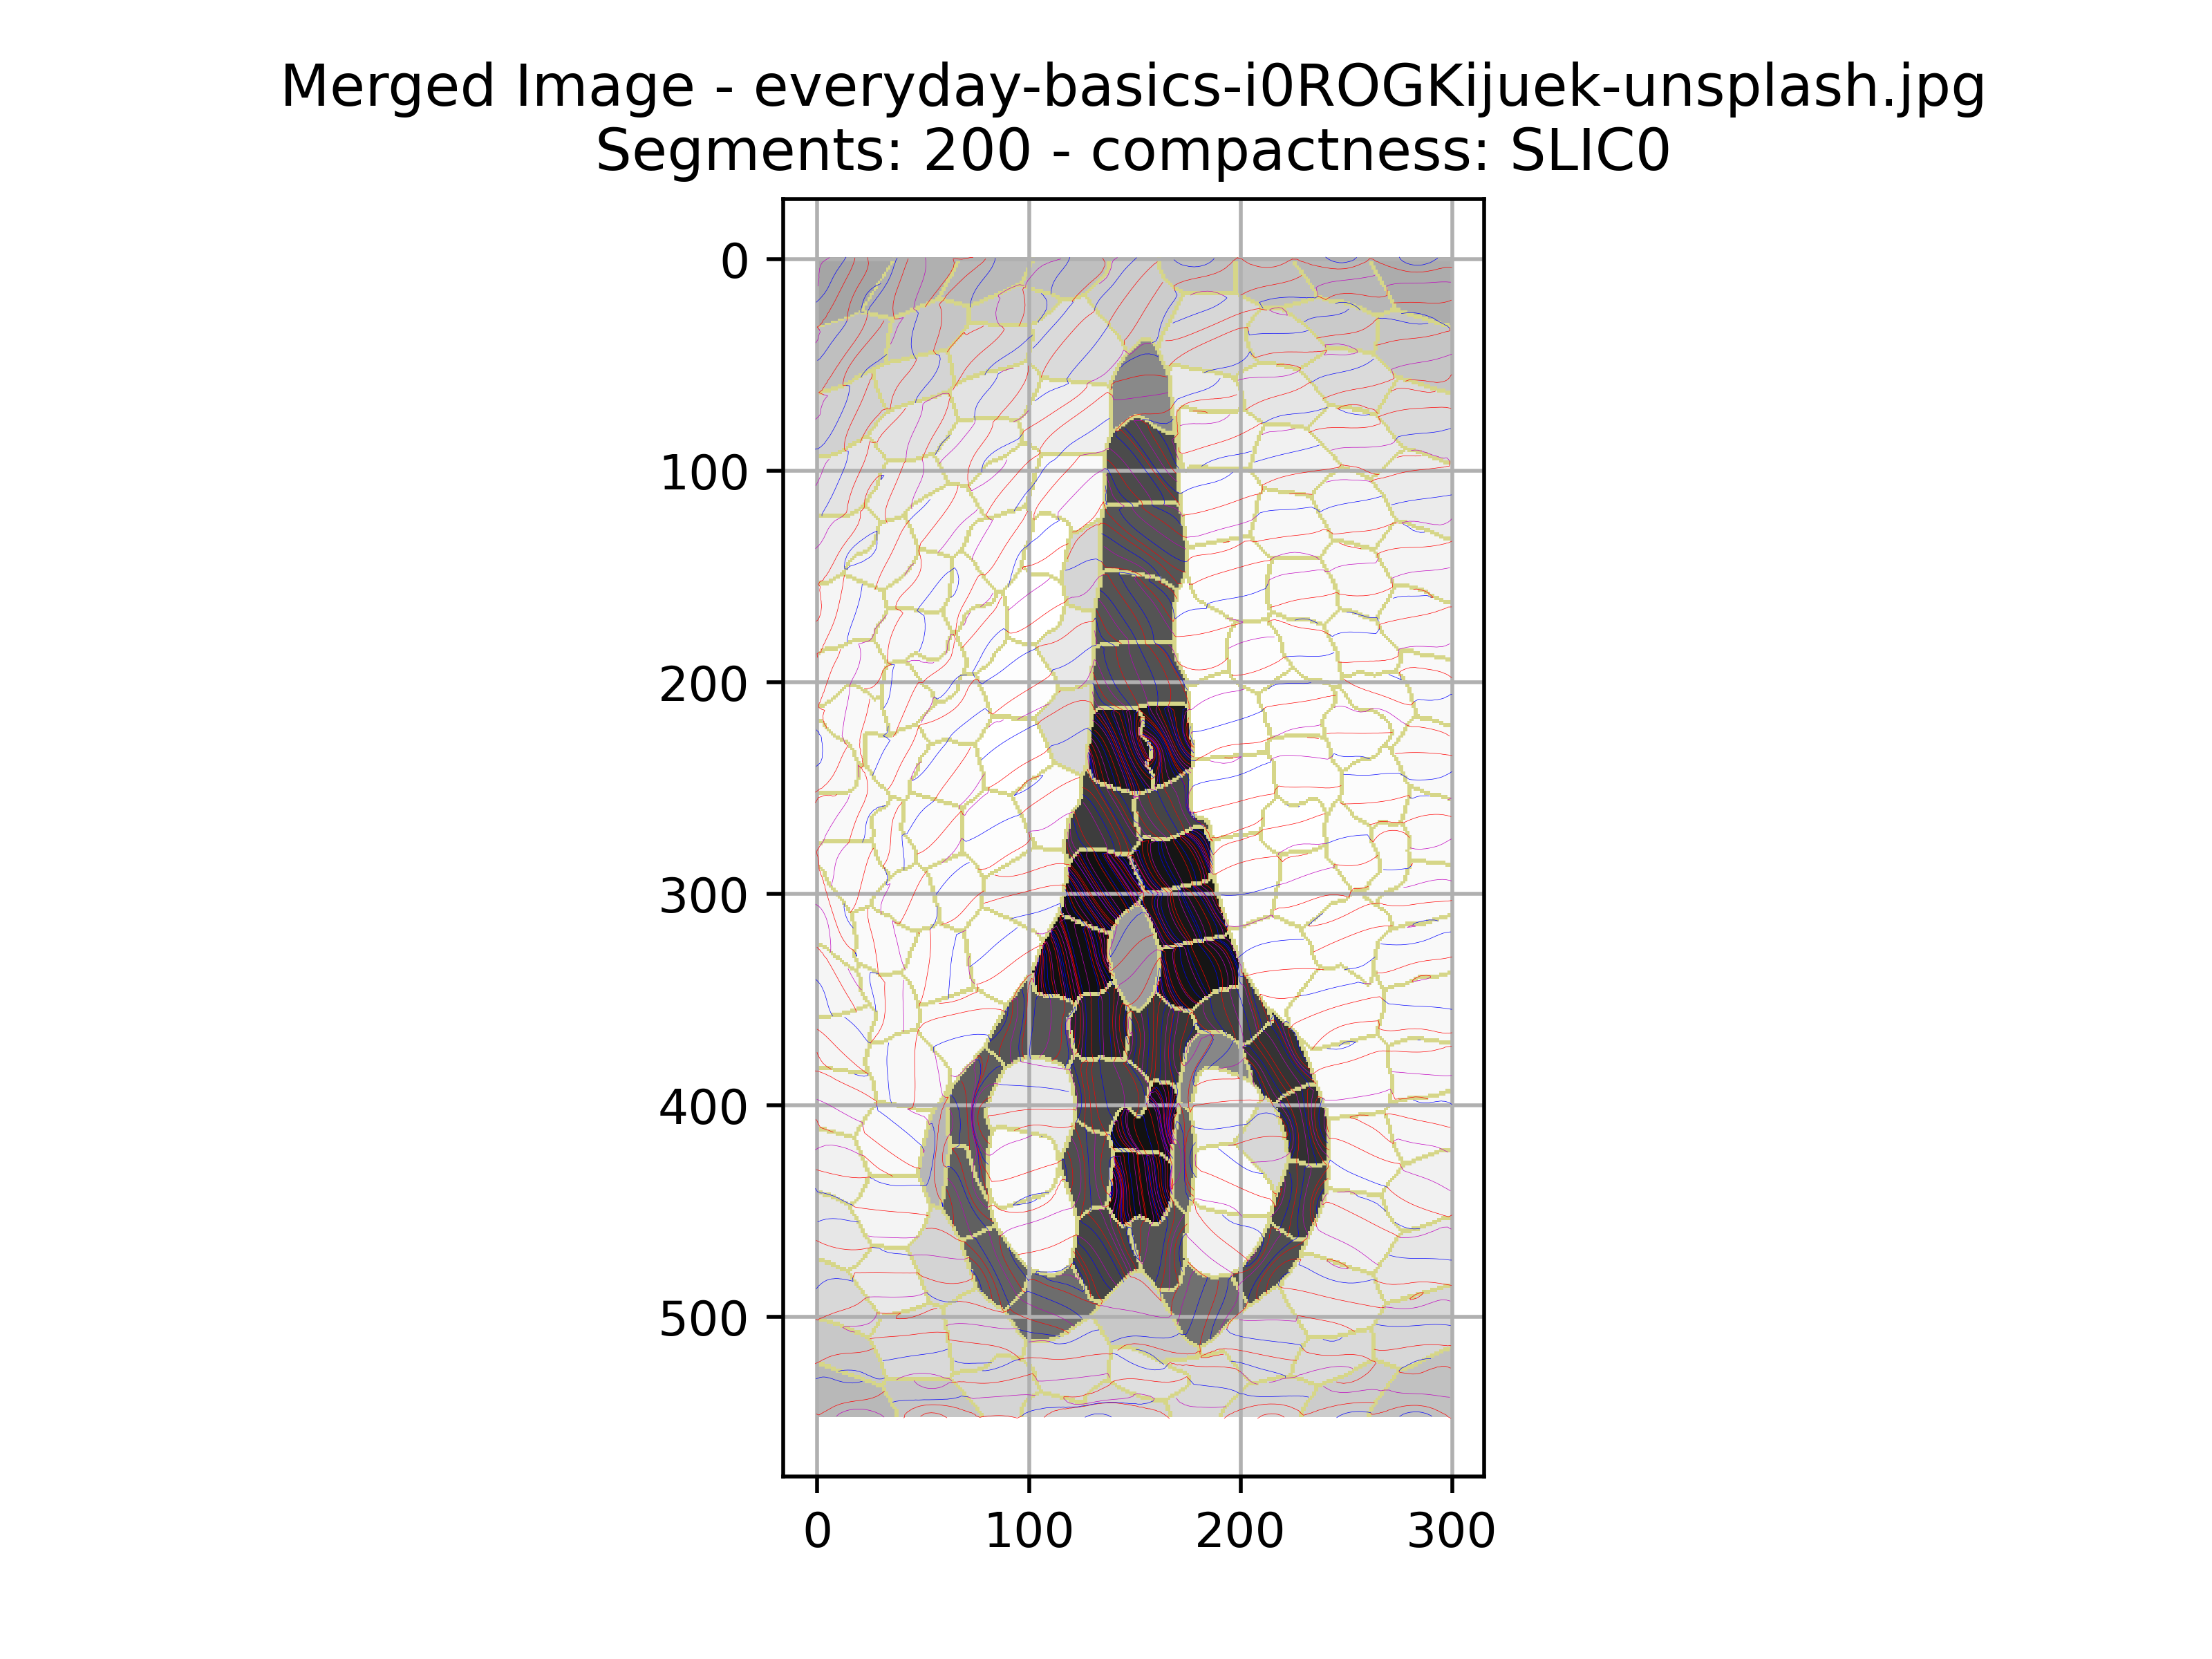 Merged Image - everyday-basics-i0ROGKijuek-unsplash.jpg
Segments: 200 - compactness: SLIC0
0
100
200
300
400
500
0 100 200 300